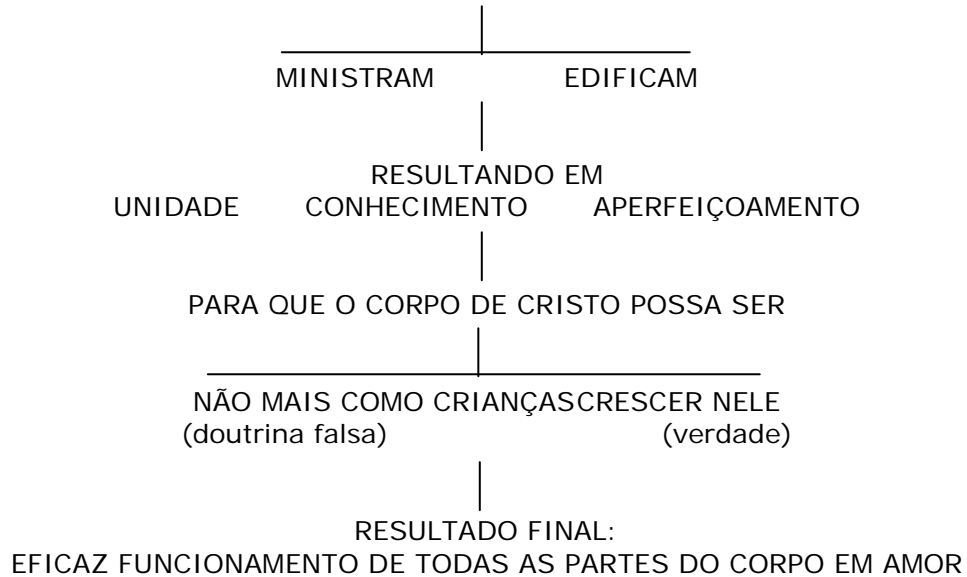 MINISTRAM EDIFICAM
RESULTANDO EM
UNIDADE CONHECIMENTO APERFEIÇOAMENTO
PARA QUE O CORPO DE CRISTO POSSA SER
NÃO MAIS COMO CRIANÇASCRESCER NELE
(doutrina falsa) (verdade)
RESULTADO FINAL:
EFICAZ FUNCIONAMENTO DE TODAS AS PARTES DO CORPO EM AMOR